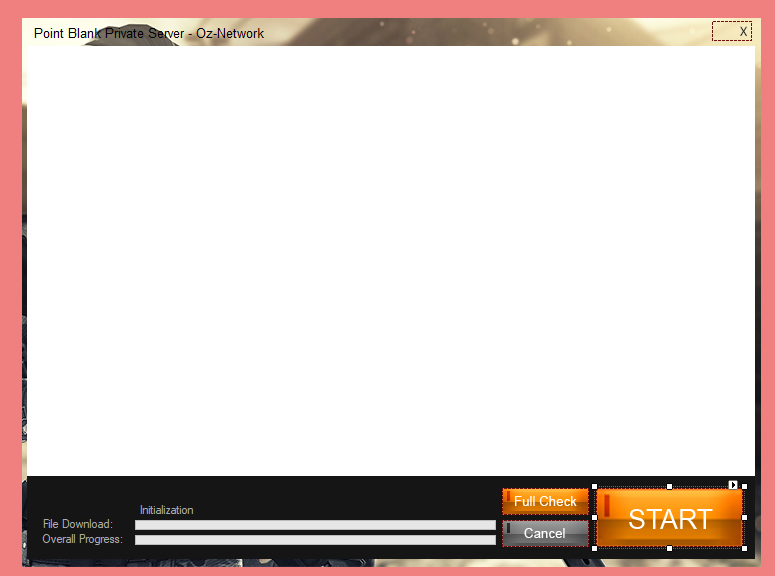 Point Blank Private Server - Oz-Network
X
Initialization
File Download:
Overall Progress:
Full Check
Cancel
START